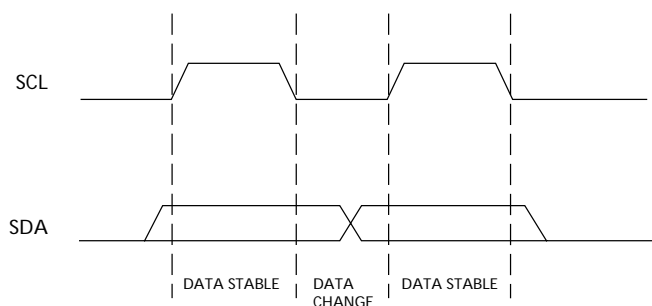 SCL
SDA
DATA STABLE
DATA
CHANGE
DATA STABLE